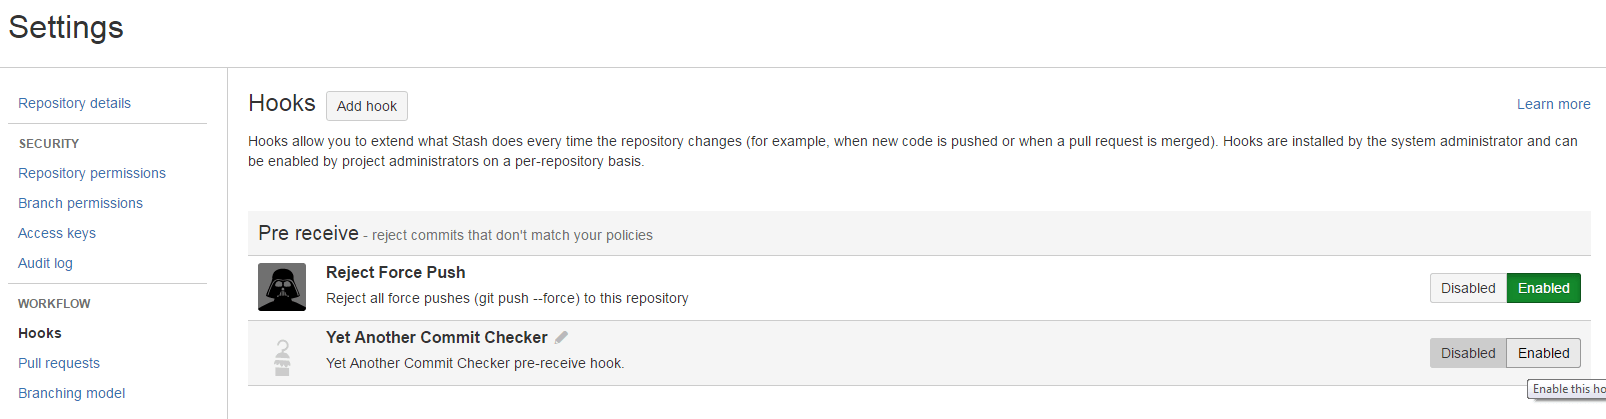 Settings
Repository details
SECURITY
Repository permissions
Branch permissions
Access keys
Audit log
WORKFLOW
Hooks
Pull requests
Branching model
Hooks Add hook Learn more
Hooks allow you to extend what Stash does every time the repository changes (for example, when new code is pushed or when a pull request is merged). Hooks are installed by the system administrator and can
be enabled by project administrators on a per-repository basis.
Pre receive - reject commits that don't match your policies
Reject Force Push
Reject all force pushes (git push --force) to this repository
Disabled Enabled
Yet Another Commit Checker
Yet Another Commit Checker pre-receive hook.
Disabled Enabled
Enable this ho